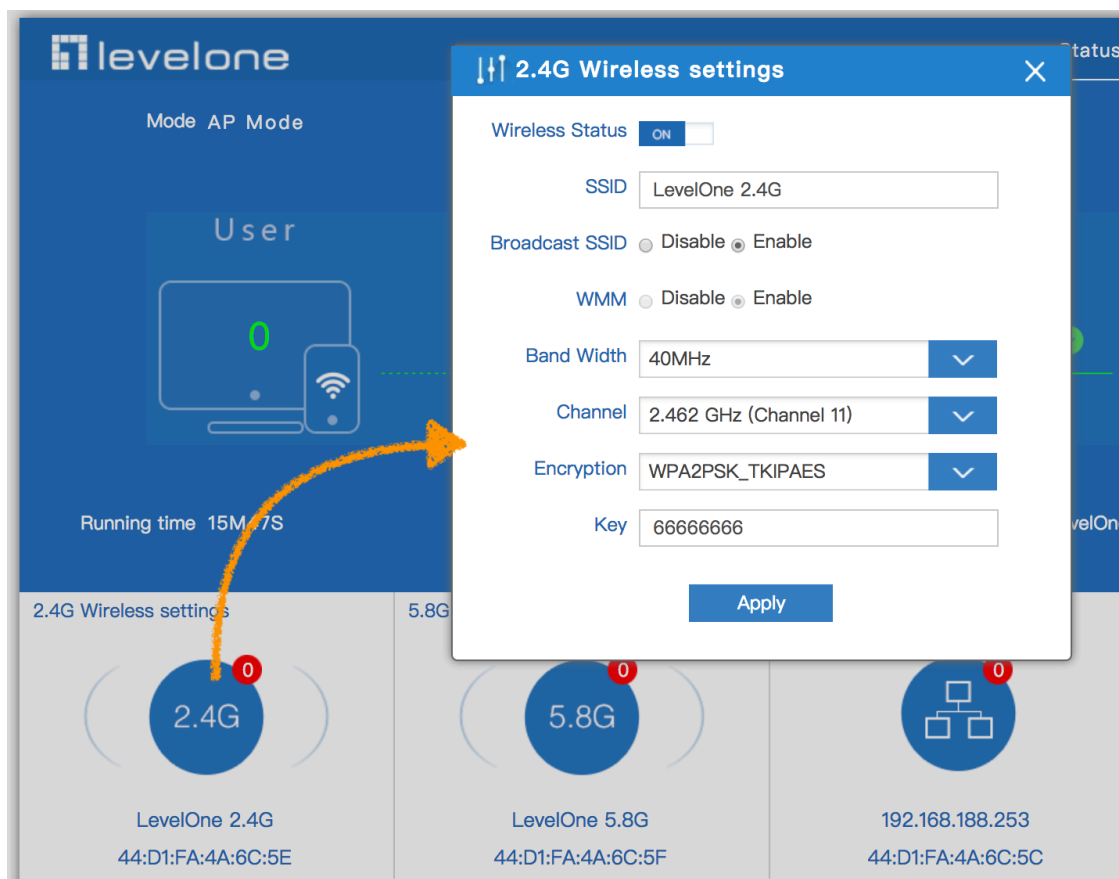 levelone
Status
2.4G Wireless settings
Mode AP Mode
Wireless Status ON
SSID LevelOne 2.4G
User
Broadcast SSID Disable Enable
WMM Disable Enable
0
Band Width 40MHz
Channel 2.462 GHz (Channel 11)
Encryption WPA2PSK_TKIPAES
Running time 15M 7S
Key 66666666
velOn
Apply
2.4G Wireless settings
5.8G
0
0
0
2.4G
5.8G
LevelOne 2.4G
LevelOne 5.8G
192.168.188.253
44:D1:FA:4A:6C:5E
44:D1:FA:4A:6C:5F
44:D1:FA:4A:6C:5C